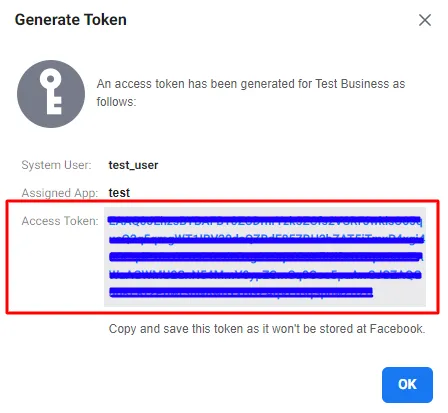 Generate Token
An access token has been generated for Test Business as
follows:
System User: test_user
Assigned App: test
Access Token:
Copy and save this token as it won't be stored at Facebook.
OK